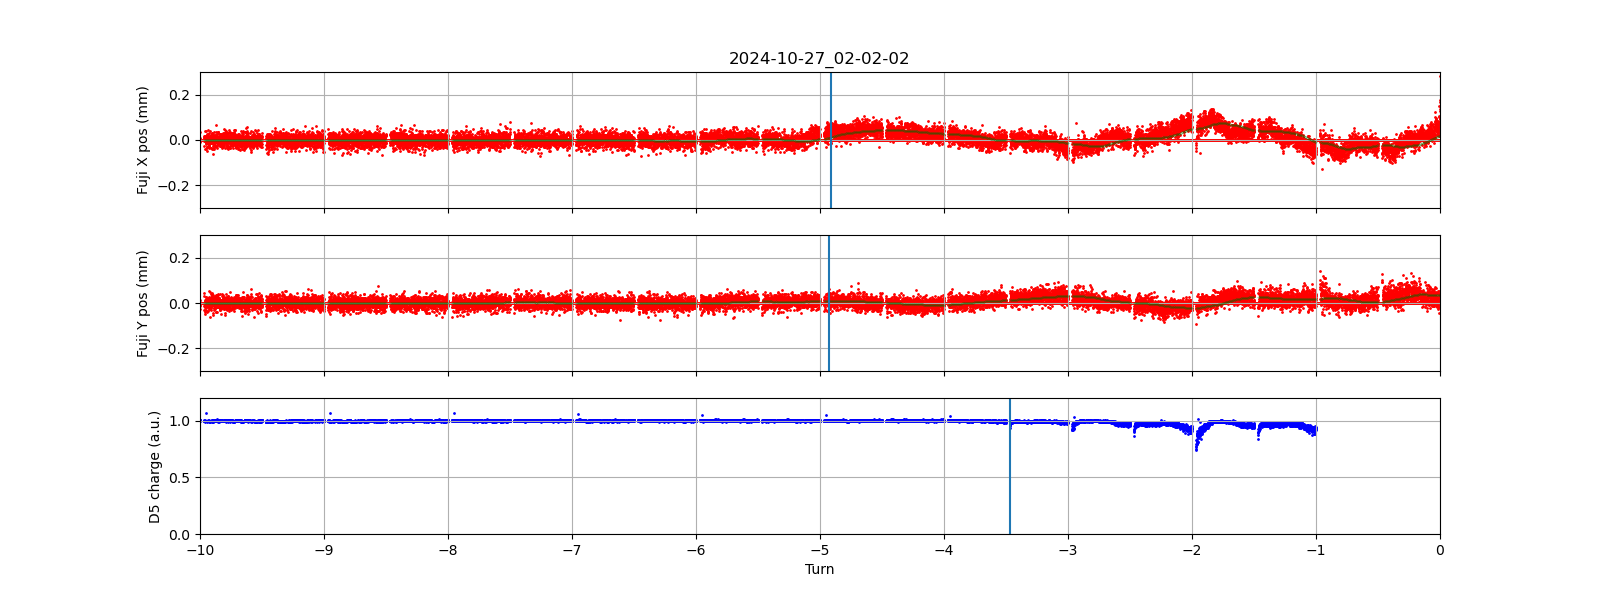 2024-10-27_02-02-02
Fuji X pos (mm)
0.2
0.0
−0.2
Fuji Y pos (mm)
0.2
0.0
−0.2
D5 charge (a.u.)
1.0
0.5
0.0
−10 −9 −8 −7 −6 −5 −4 −3 −2 −1 0
Turn